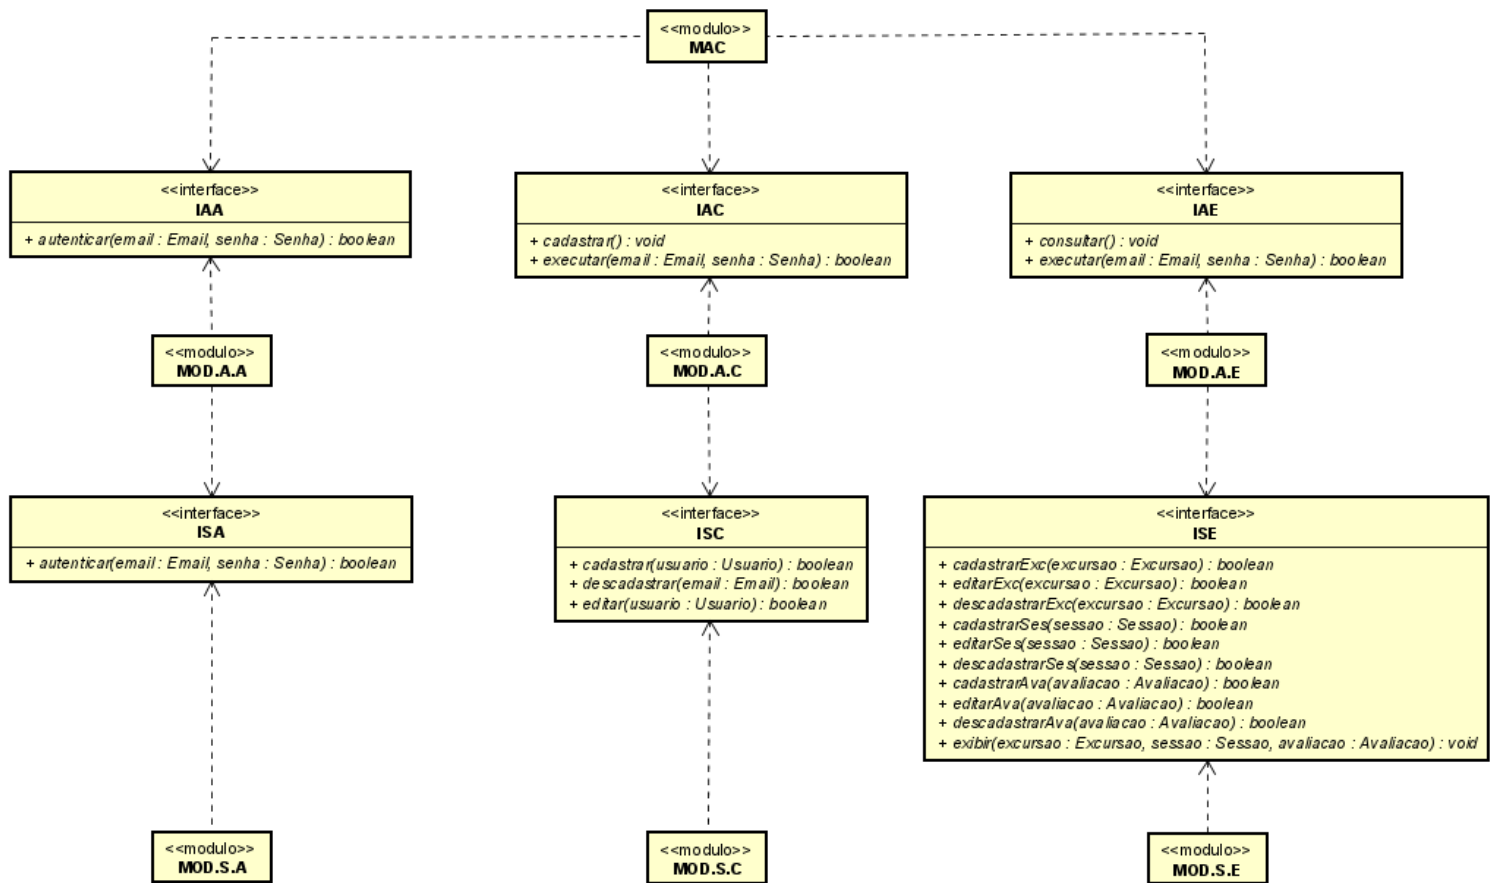 <<modulo>>
MAC
<<interface>>
IAA
+ autenticar(email : Email, senha : Senha) : boolean
<<interface>>
IAC
+ cadastrar() : void
+ executar(email : Email, senha : Senha) : boolean
<<interface>>
IAE
+ consultar() : void
+ executar(email : Email, senha : Senha) : boolean
<<modulo>>
MOD.A.A
<<modulo>>
MOD.A.C
<<modulo>>
MOD.A.E
<<interface>>
ISA
+ autenticar(email : Email, senha : Senha) : boolean
<<interface>>
ISC
+ cadastrar(usuario : Usuario) : boolean
+ descadastrar(email : Email) : boolean
+ editar(usuario : Usuario) : boolean
<<interface>>
ISE
+ cadastrarExc(excursao : Excursao) : boolean
+ editarExc(excursao : Excursao) : boolean
+ descadastrarExc(excursao : Excursao) : boolean
+ cadastrarSes(sessao : Sessao) : boolean
+ editarSes(sessao : Sessao) : boolean
+ descadastrarSes(sessao : Sessao) : boolean
+ cadastrarAva(avaliacao : Avaliacao) : boolean
+ editarAva(avaliacao : Avaliacao) : boolean
+ descadastrarAva(avaliacao : Avaliacao) : boolean
+ exibir(excursao : Excursao, sessao : Sessao, avaliacao : Avaliacao) : void
<<modulo>>
MOD.S.A
<<modulo>>
MOD.S.C
<<modulo>>
MOD.S.E